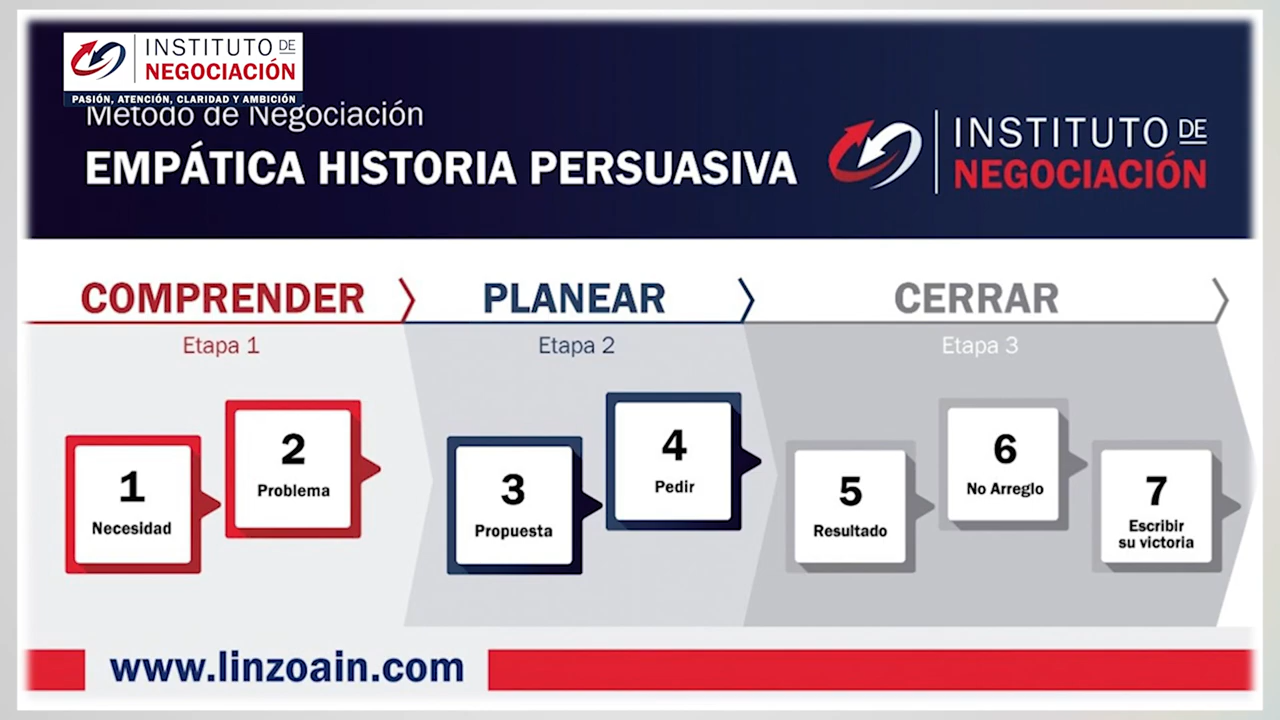 INSTITUTO DE
NEGOCIACIÓN
PASIÓN, ATENCIÓN, CLARIDAD Y AMBICIÓN
Método de Negociación
EMPÁTICA HISTORIA PERSUASIVA
INSTITUTO DE
NEGOCIACIÓN
COMPRENDER
PLANEAR
CERRAR
Etapa 1
Etapa 2
Etapa 3
1
Necesidad
2
Problema
3
Propuesta
4
Pedir
5
Resultado
6
No Arreglo
7
Escribir
su victoria
www.linzoain.com